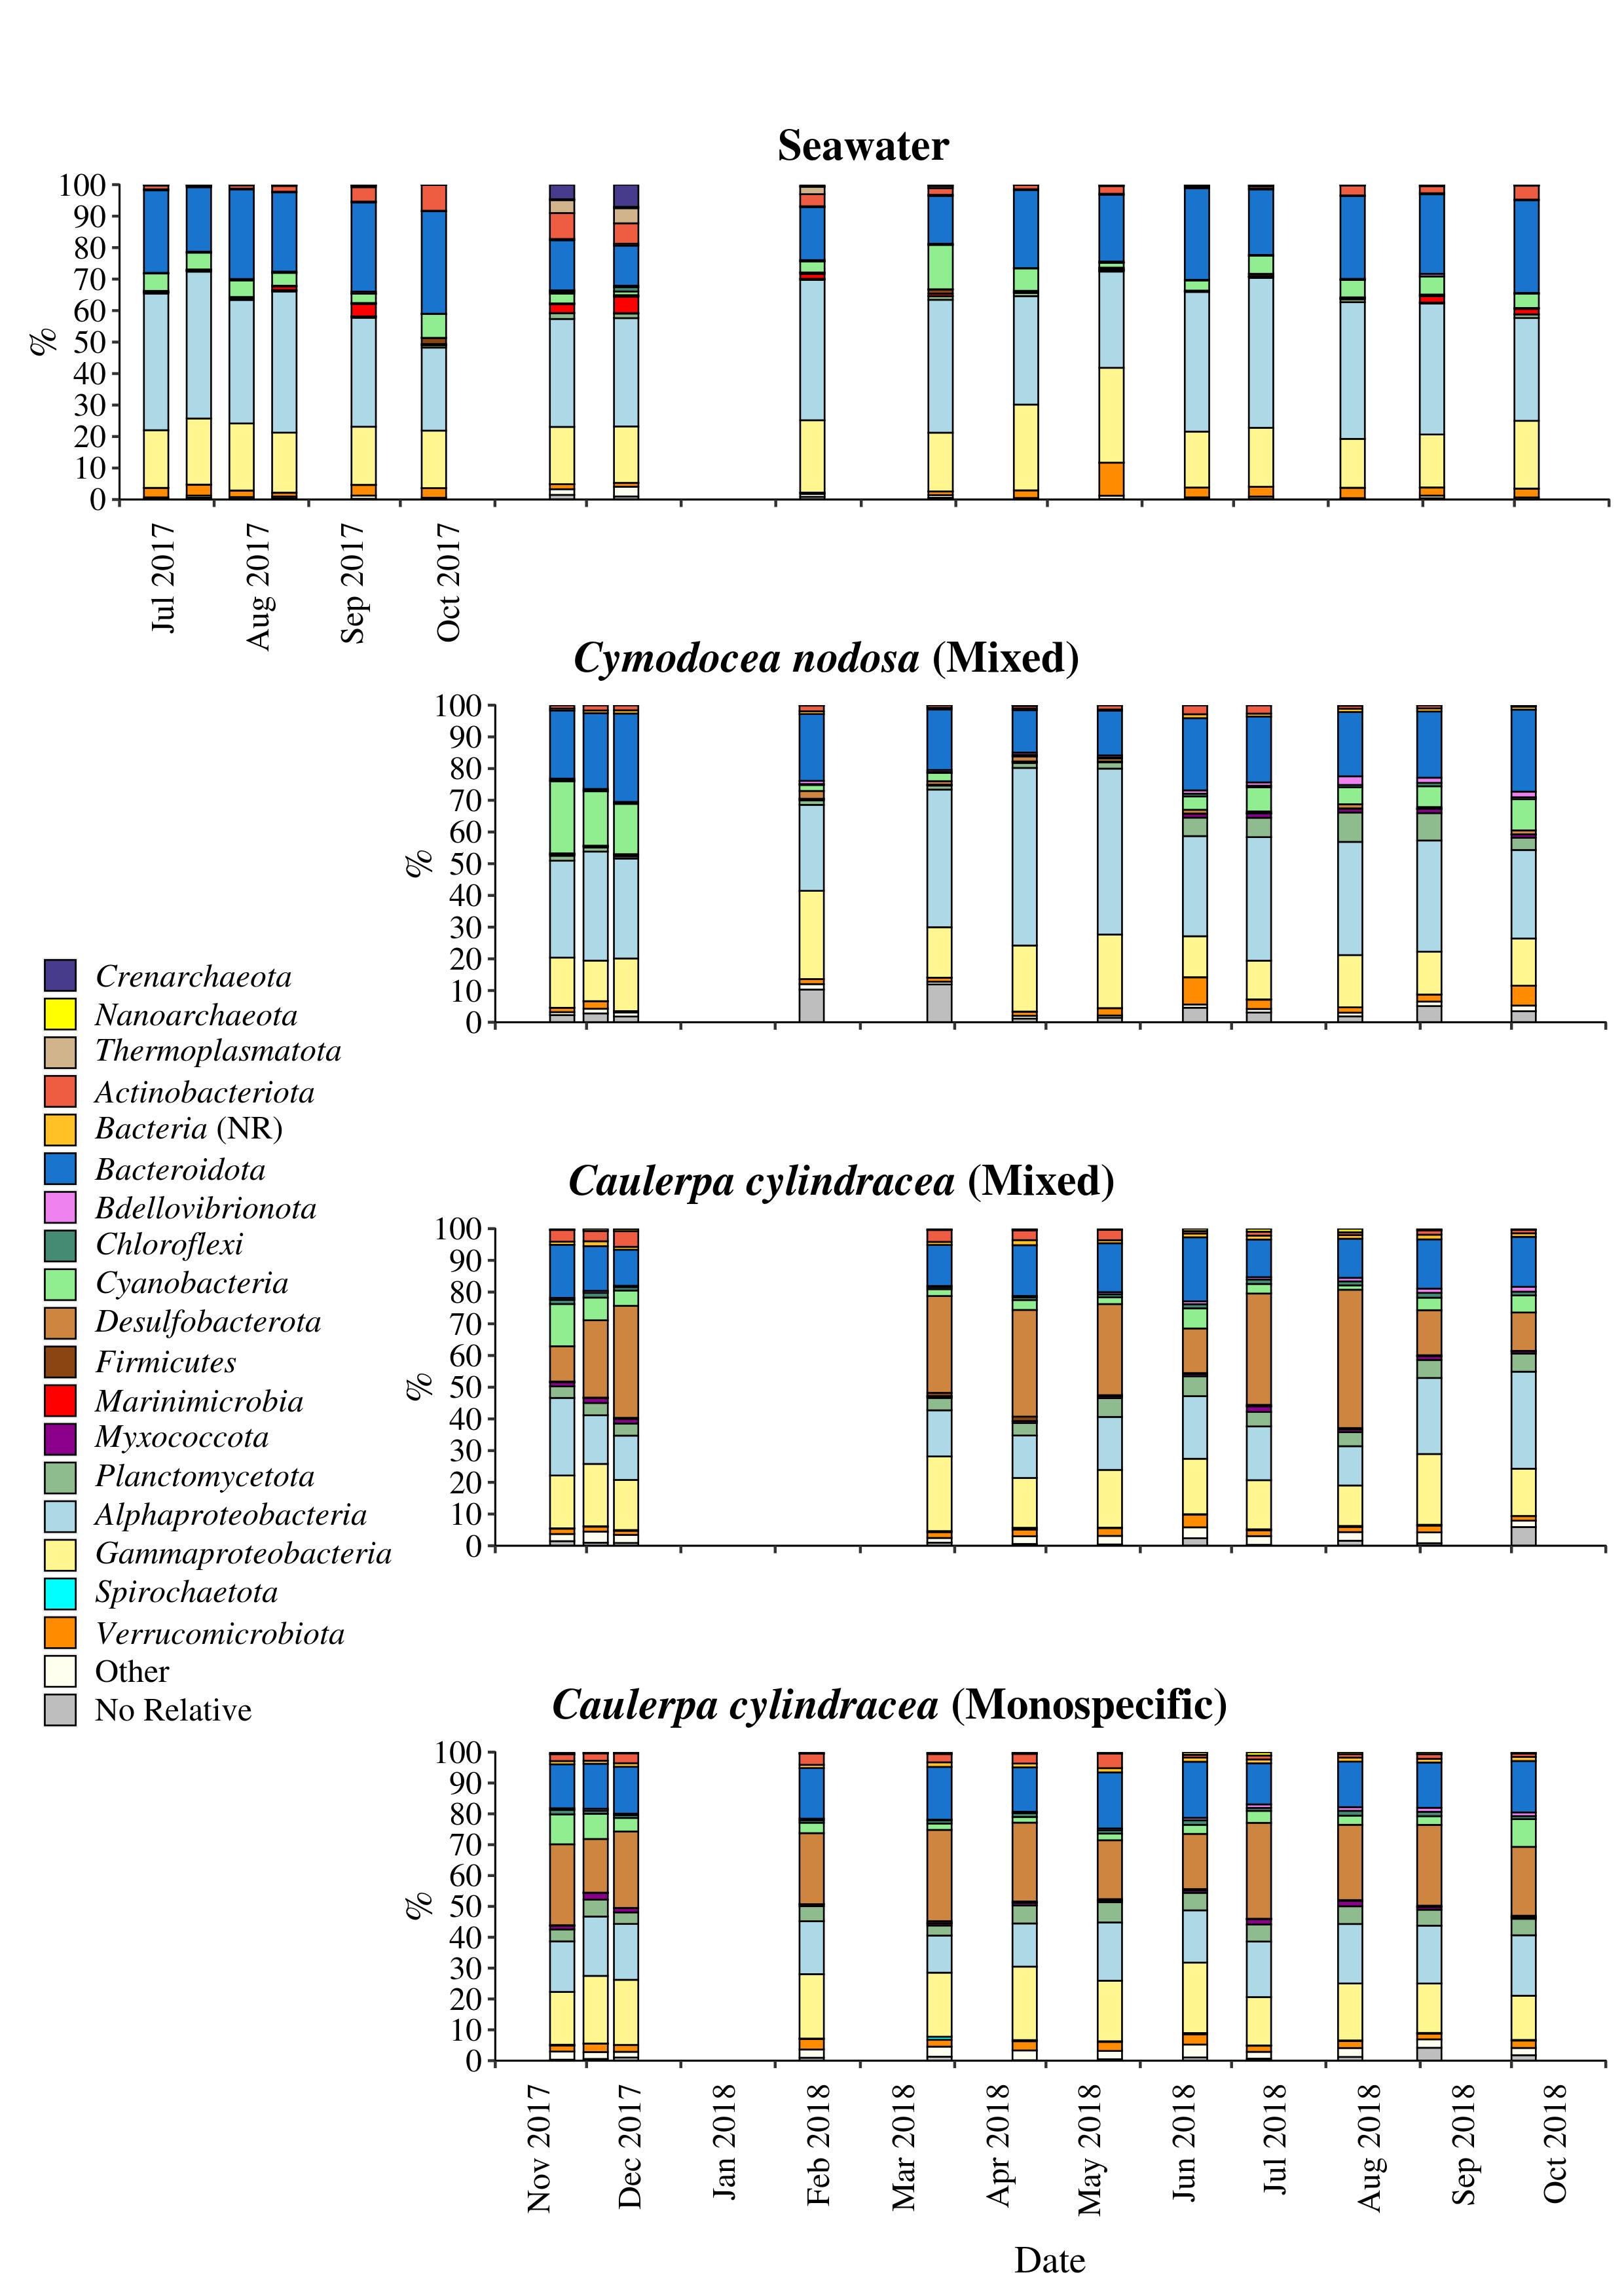 Seawater
100
90
80
70
60
50
40
30
20
10
0
%
Jul 2017
Aug 2017
Sep 2017
Oct 2017
Cymodocea nodosa (Mixed)
100
90
80
70
60
50
40
30
20
10
0
%
Crenarchaeota
Nanoarchaeota
Thermoplasmatota
Actinobacteriota
Bacteria (NR)
Bacteroidota
Bdellovibrionota
Chloroflexi
Cyanobacteria
Desulfobacterota
Firmicutes
Marinimicrobia
Myxococcota
Planctomycetota
Alphaproteobacteria
Gammaproteobacteria
Spirochaetota
Verrucomicrobiota
Other
No Relative
Caulerpa cylindracea (Mixed)
100
90
80
70
60
50
40
30
20
10
0
%
Caulerpa cylindracea (Monospecific)
100
90
80
70
60
50
40
30
20
10
0
%
Nov 2017
Dec 2017
Jan 2018
Feb 2018
Mar 2018
Apr 2018
May 2018
Jun 2018
Jul 2018
Aug 2018
Sep 2018
Oct 2018
Date